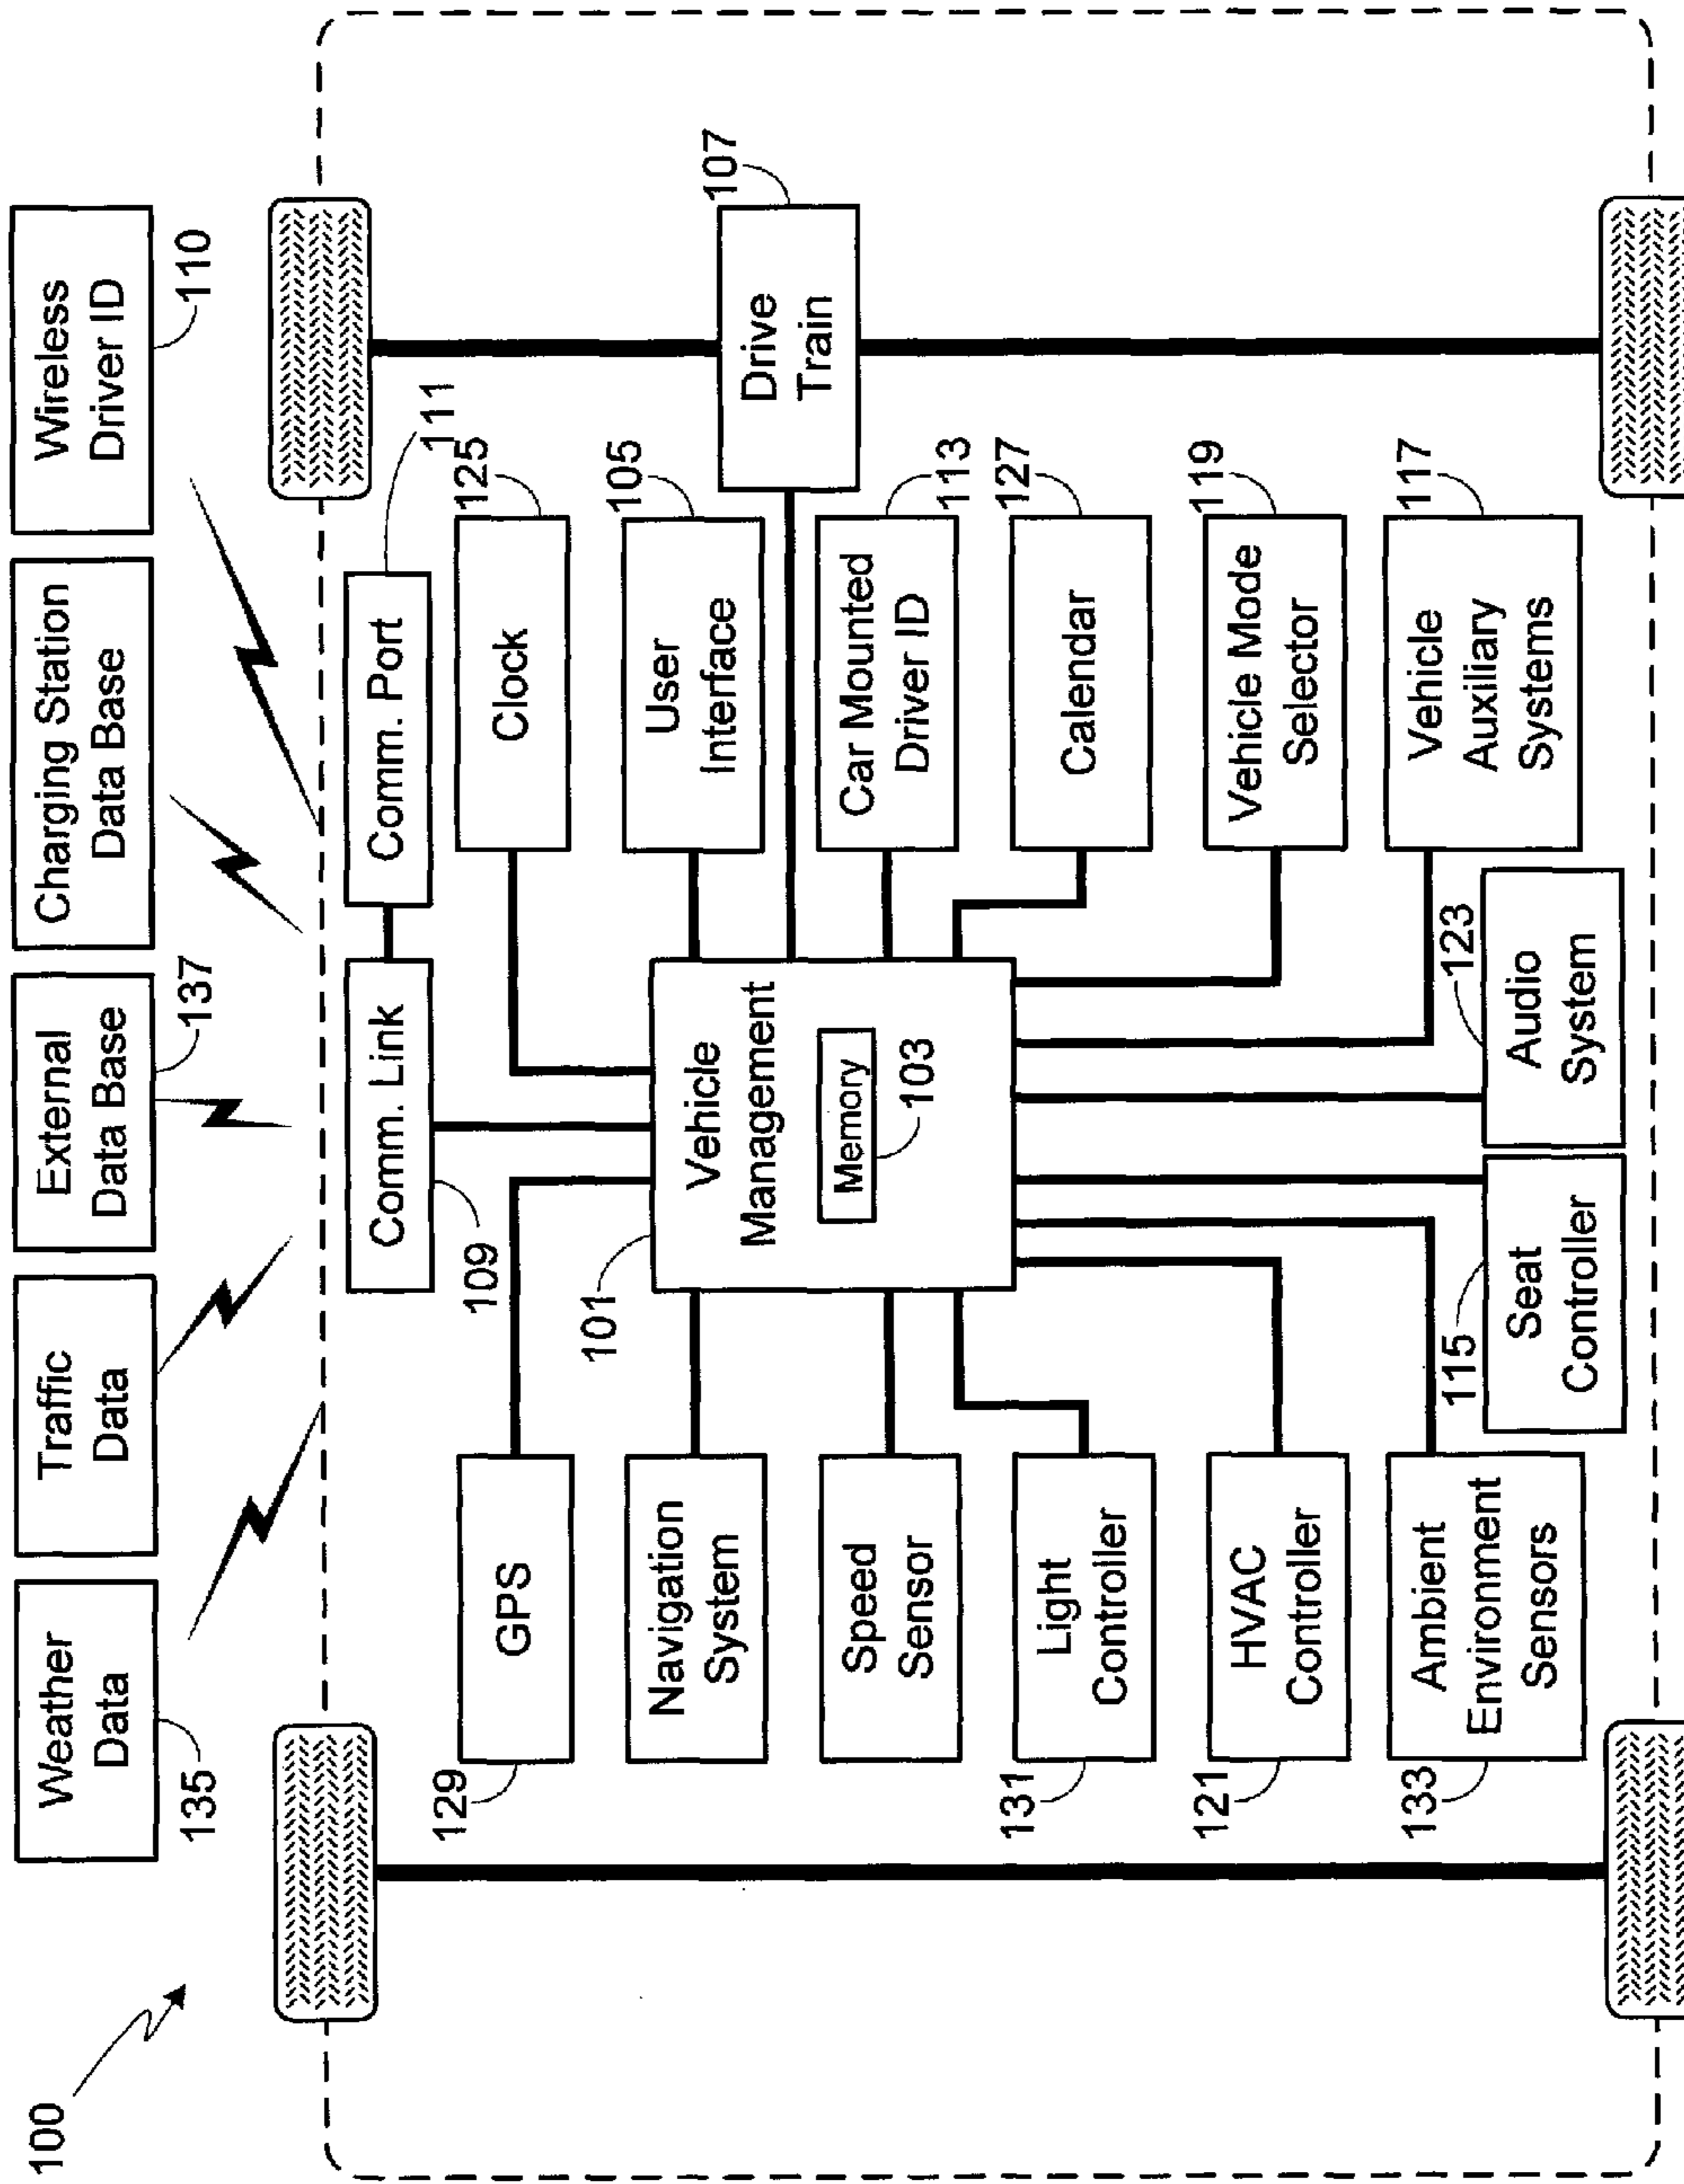 100
Weather
Data
135
Traffic
Data
External
Data Base
137
Charging Station
Data Base
Wireless
Driver ID
110
Comm. Link
109
Comm. Port
111
GPS
129
Clock
125
Navigation
System
101
Vehicle
Management
Memory
103
User
Interface
105
Drive
Train
107
Speed
Sensor
Car Mounted
Driver ID
113
Light
Controller
131
Calendar
127
HVAC
Controller
121
Vehicle Mode
Selector
119
Ambient
Environment
Sensors
133
Vehicle
Auxiliary
Systems
117
115
Seat
Controller
123
Audio
System